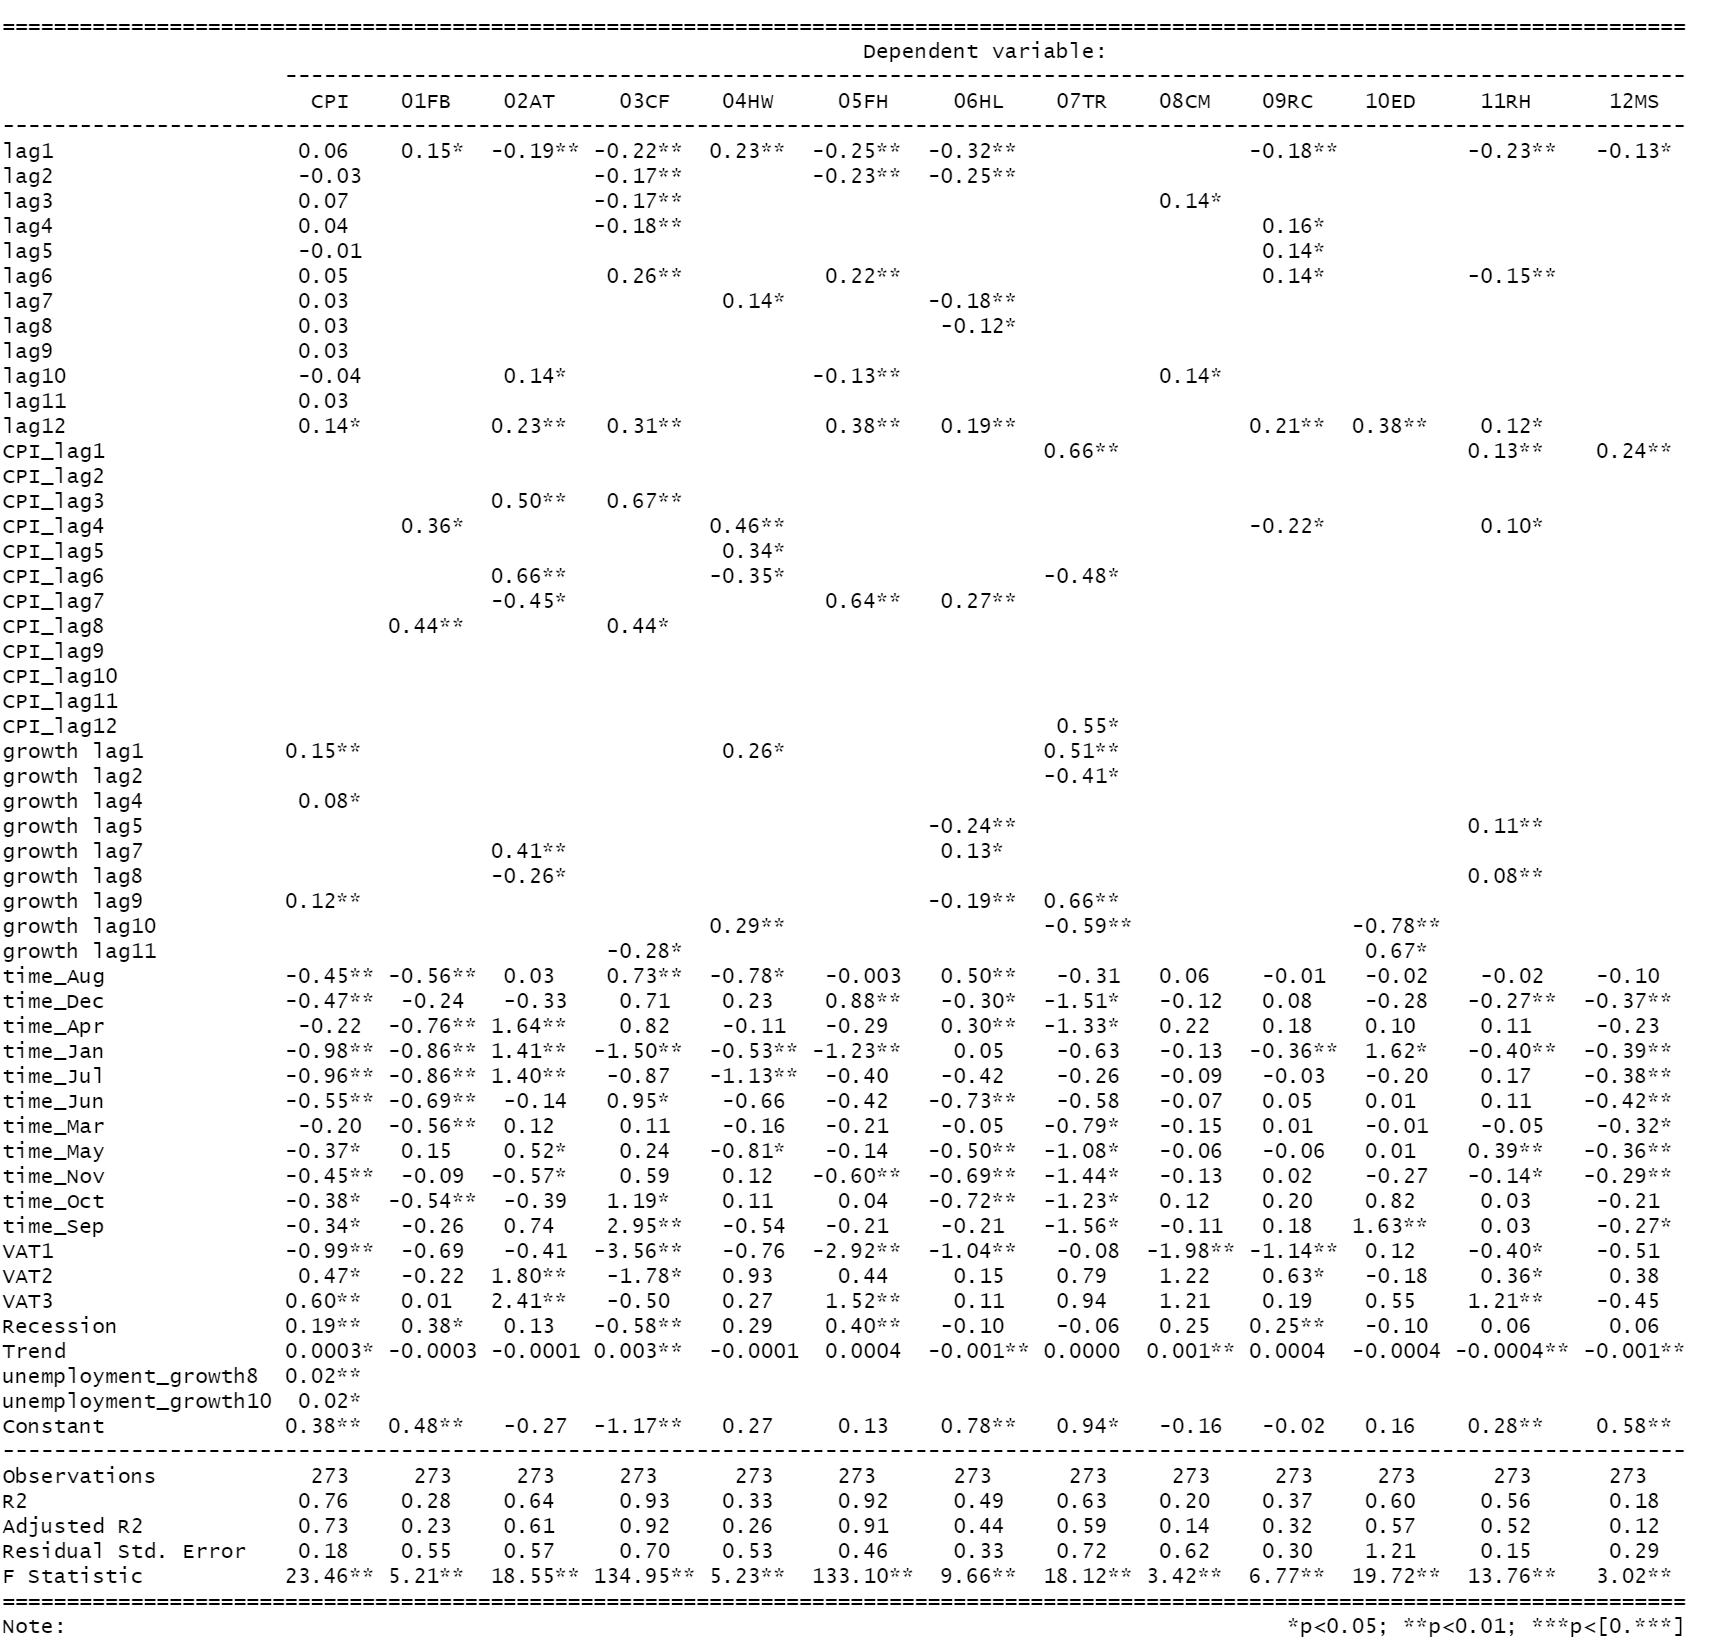 ====================================================================================================================================
Dependent variable:
--------------------------------------------------------------------------------------------------------------
CPI 01FB 02AT 03CF 04HW 05FH 06HL 07TR 08CM 09RC 10ED 11RH 12MS
------------------------------------------------------------------------------------------------------------------------------------
lag1 0.06 0.15* -0.19** -0.22** 0.23** -0.25** -0.32** -0.18** -0.23** -0.13*
lag2 -0.03 -0.17** -0.23** -0.25**
lag3 0.07 -0.17** 0.14*
lag4 0.04 -0.18** 0.16*
lag5 -0.01 0.14*
lag6 0.05 0.26** 0.22** 0.14* -0.15**
lag7 0.03 0.14* -0.18**
lag8 0.03 -0.12*
lag9 0.03
lag10 -0.04 0.14* -0.13** 0.14*
lag11 0.03
lag12 0.14* 0.23** 0.31** 0.38** 0.19** 0.21** 0.38** 0.12*
CPI_lag1 0.66** 0.13** 0.24**
CPI_lag2
CPI_lag3 0.50** 0.67**
CPI_lag4 0.36* 0.46** -0.22* 0.10*
CPI_lag5 0.34*
CPI_lag6 0.66** -0.35* -0.48*
CPI_lag7 -0.45* 0.64** 0.27**
CPI_lag8 0.44** 0.44*
CPI_lag9
CPI_lag10
CPI_lag11
CPI_lag12 0.55*
growth lag1 0.15** 0.26* 0.51**
growth lag2 -0.41*
growth lag4 0.08*
growth lag5 -0.24** 0.11**
growth lag7 0.41** 0.13*
growth lag8 -0.26* 0.08**
growth lag9 0.12** -0.19** 0.66**
growth lag10 0.29** -0.59** -0.78**
growth lag11 -0.28* 0.67*
time_Aug -0.45** -0.56** 0.03 0.73** -0.78* -0.003 0.50** -0.31 0.06 -0.01 -0.02 -0.02 -0.10
time_Dec -0.47** -0.24 -0.33 0.71 0.23 0.88** -0.30* -1.51* -0.12 0.08 -0.28 -0.27** -0.37**
time_Apr -0.22 -0.76** 1.64** 0.82 -0.11 -0.29 0.30** -1.33* 0.22 0.18 0.10 0.11 -0.23
time_Jan -0.98** -0.86** 1.41** -1.50** -0.53** -1.23** 0.05 -0.63 -0.13 -0.36** 1.62* -0.40** -0.39**
time_Jul -0.96** -0.86** 1.40** -0.87 -1.13** -0.40 -0.42 -0.26 -0.09 -0.03 -0.20 0.17 -0.38**
time_Jun -0.55** -0.69** -0.14 0.95* -0.66 -0.42 -0.73** -0.58 -0.07 0.05 0.01 0.11 -0.42**
time_Mar -0.20 -0.56** 0.12 0.11 -0.16 -0.21 -0.05 -0.79* -0.15 0.01 -0.01 -0.05 -0.32*
time_May -0.37* 0.15 0.52* 0.24 -0.81* -0.14 -0.50** -1.08* -0.06 -0.06 0.01 0.39** -0.36**
time_Nov -0.45** -0.09 -0.57* 0.59 0.12 -0.60** -0.69** -1.44* -0.13 0.02 -0.27 -0.14* -0.29**
time_Oct -0.38* -0.54** -0.39 1.19* 0.11 0.04 -0.72** -1.23* 0.12 0.20 0.82 0.03 -0.21
time_Sep -0.34* -0.26 0.74 2.95** -0.54 -0.21 -0.21 -1.56* -0.11 0.18 1.63** 0.03 -0.27*
VAT1 -0.99** -0.69 -0.41 -3.56** -0.76 -2.92** -1.04** -0.08 -1.98** -1.14** 0.12 -0.40* -0.51
VAT2 0.47* -0.22 1.80** -1.78* 0.93 0.44 0.15 0.79 1.22 0.63* -0.18 0.36* 0.38
VAT3 0.60** 0.01 2.41** -0.50 0.27 1.52** 0.11 0.94 1.21 0.19 0.55 1.21** -0.45
Recession 0.19** 0.38* 0.13 -0.58** 0.29 0.40** -0.10 -0.06 0.25 0.25** -0.10 0.06 0.06
Trend 0.0003* -0.0003 -0.0001 0.003** -0.0001 0.0004 -0.001** 0.0000 0.001** 0.0004 -0.0004 -0.0004** -0.001**
unemployment_growth8 0.02**
unemployment_growth10 0.02*
Constant 0.38** 0.48** -0.27 -1.17** 0.27 0.13 0.78** 0.94* -0.16 -0.02 0.16 0.28** 0.58**
------------------------------------------------------------------------------------------------------------------------------------
Observations 273 273 273 273 273 273 273 273 273 273 273 273 273
R2 0.76 0.28 0.64 0.93 0.33 0.92 0.49 0.63 0.20 0.37 0.60 0.56 0.18
Adjusted R2 0.73 0.23 0.61 0.92 0.26 0.91 0.44 0.59 0.14 0.32 0.57 0.52 0.12
Residual Std. Error 0.18 0.55 0.57 0.70 0.53 0.46 0.33 0.72 0.62 0.30 1.21 0.15 0.29
F Statistic 23.46** 5.21** 18.55** 134.95** 5.23** 133.10** 9.66** 18.12** 3.42** 6.77** 19.72** 13.76** 3.02**
====================================================================================================================================
Note: *p<0.05; **p<0.01; ***p<[0.***]